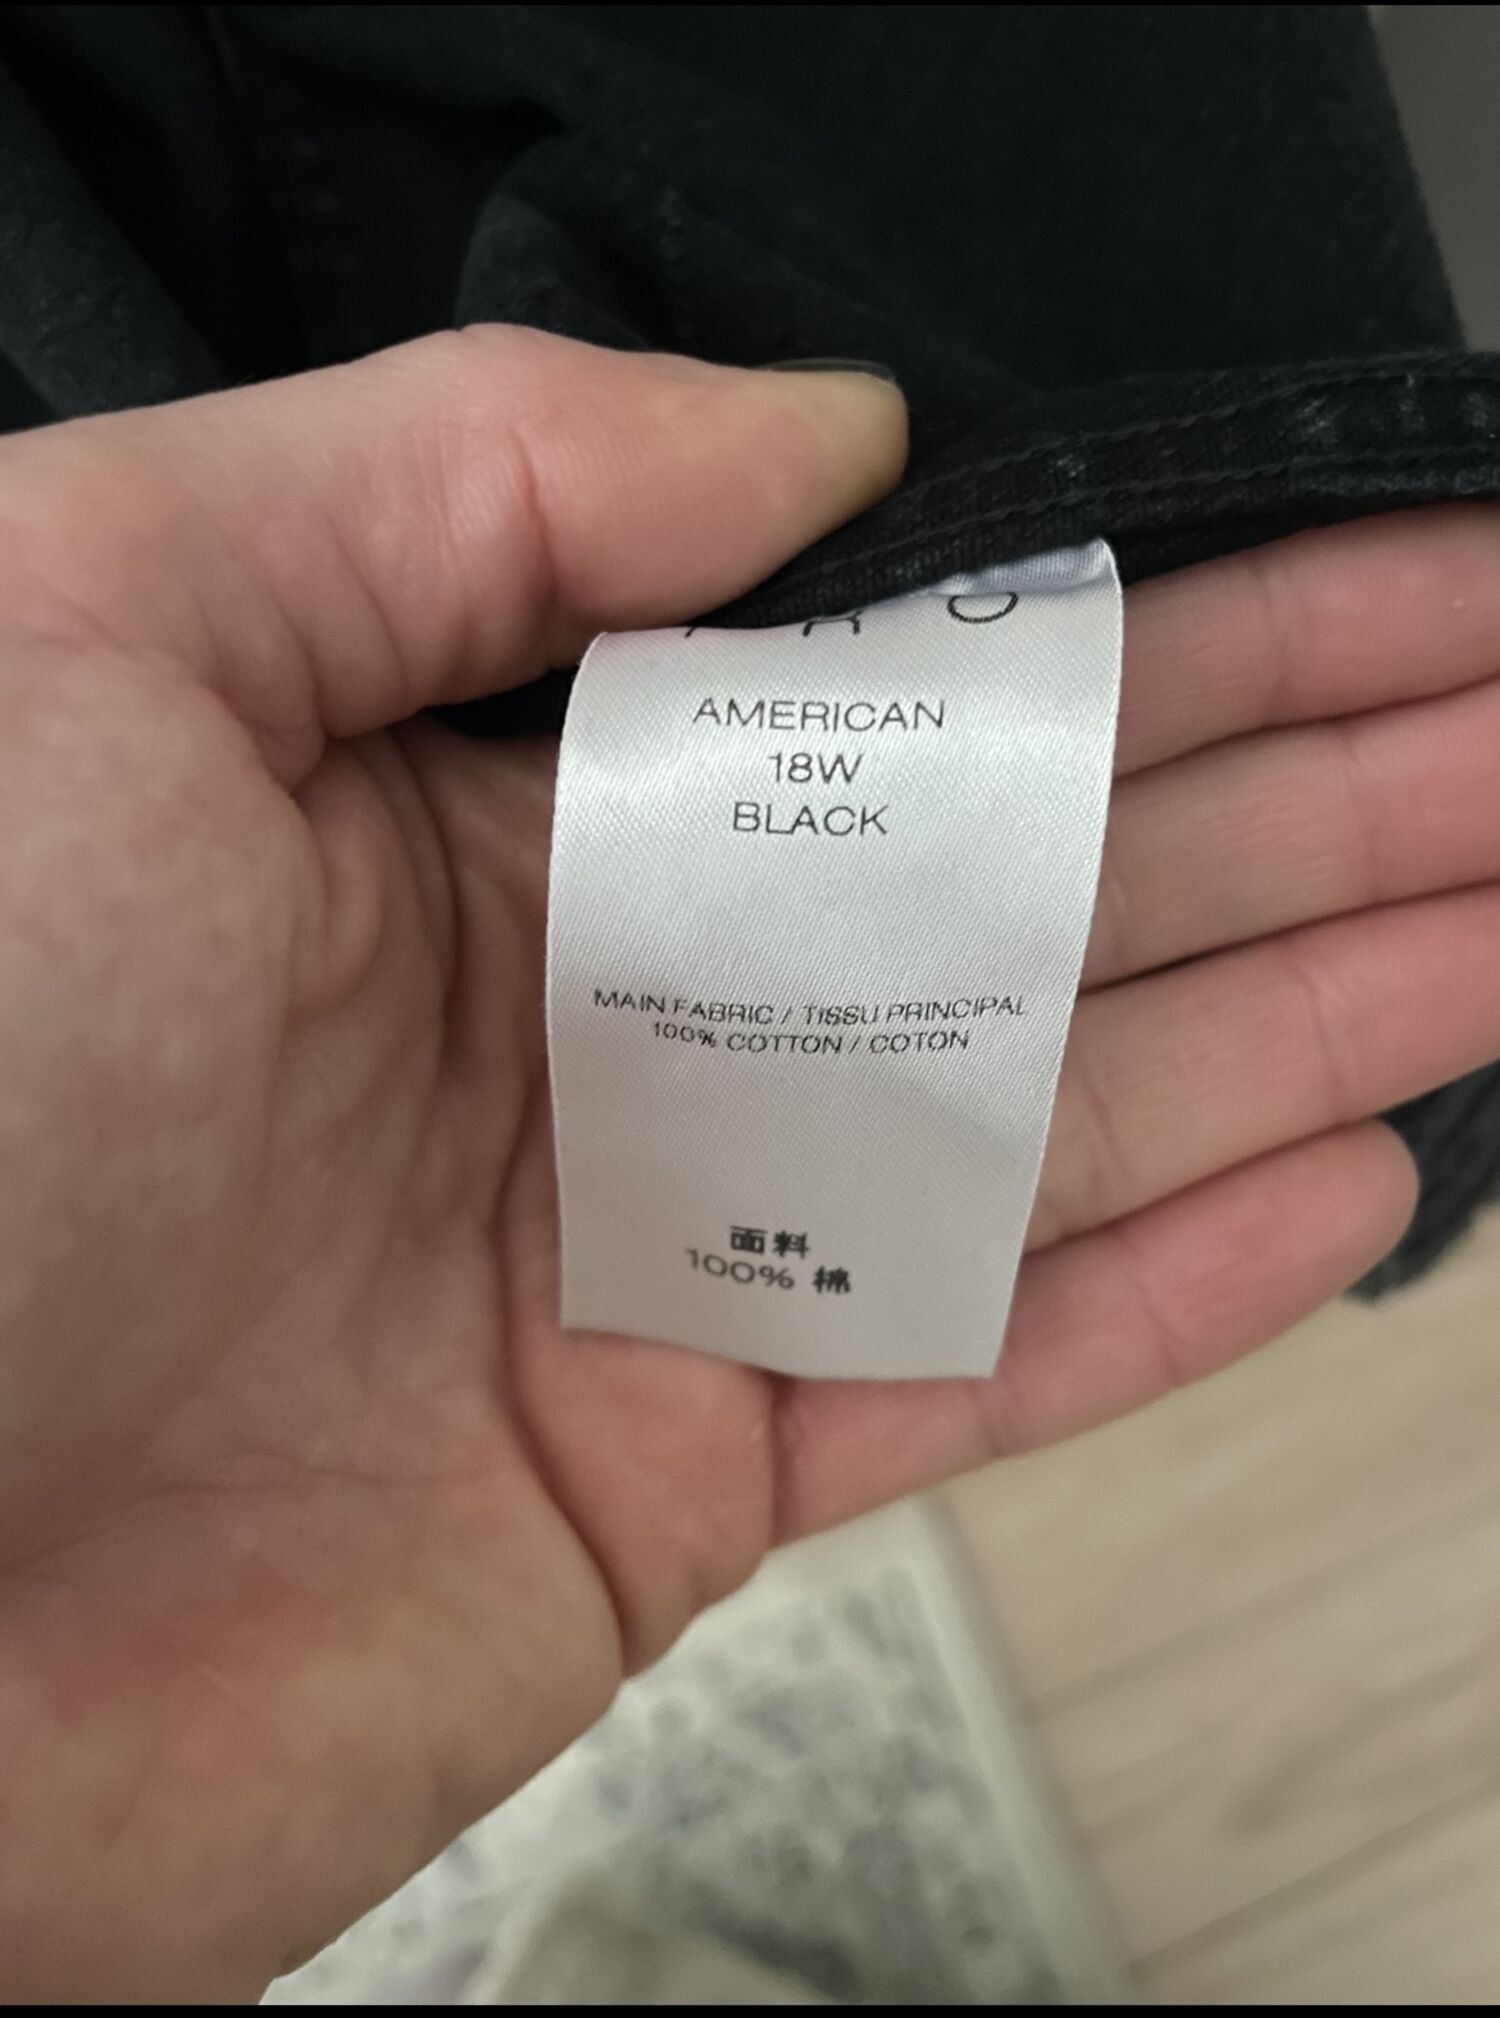 AMERICAN
18W
BLACK
MAIN FABRIC / TISSU PRINCIPAL
100% COTTON / COTON
面料
100% 棉